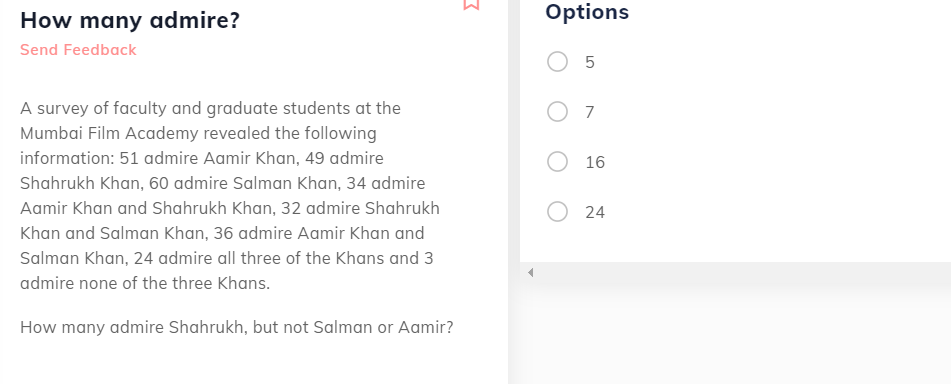 How many admire?
Send Feedback
A survey of faculty and graduate students at the
Mumbai Film Academy revealed the following
information: 51 admire Aamir Khan, 49 admire
Shahrukh Khan, 60 admire Salman Khan, 34 admire
Aamir Khan and Shahrukh Khan, 32 admire Shahrukh
Khan and Salman Khan, 36 admire Aamir Khan and
Salman Khan, 24 admire all three of the Khans and 3
admire none of the three Khans.
How many admire Shahrukh, but not Salman or Aamir?
Options
5
7
16
24